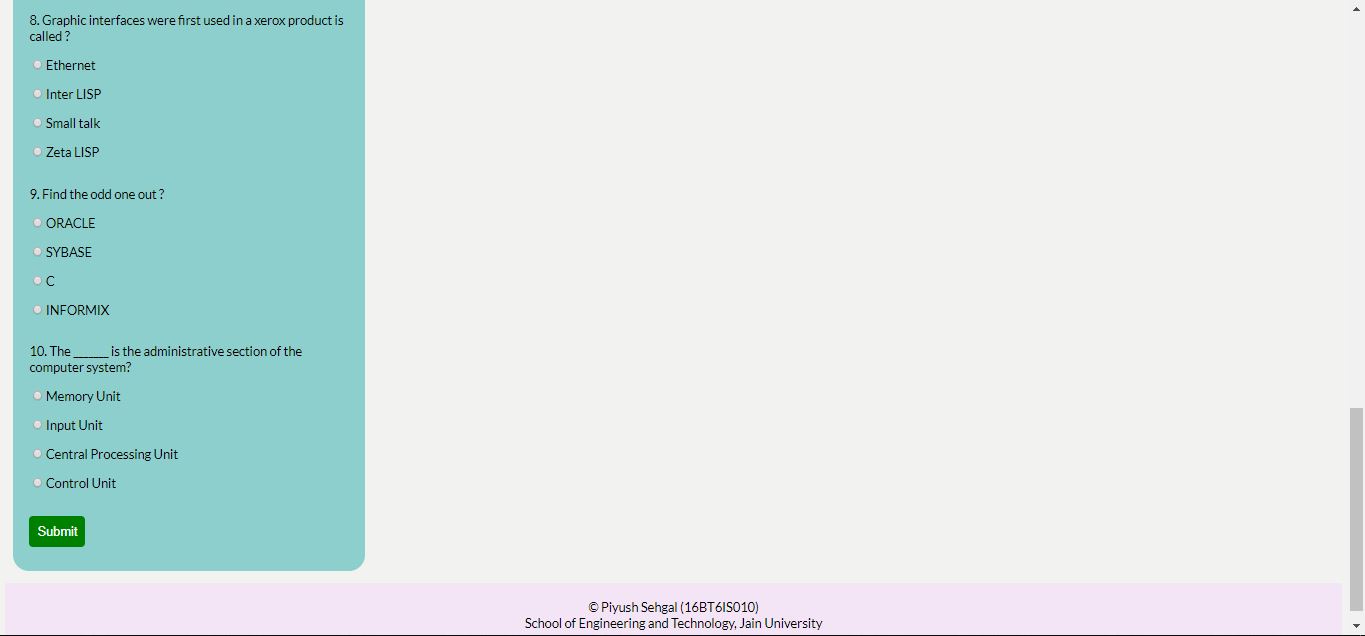 8. Graphic interfaces were first used in a xerox product is
called ?
Ethernet
Inter LISP
Small talk
Zeta LISP
9. Find the odd one out ?
ORACLE
SYBASE
C
INFORMIX
10. The _______ is the administrative section of the
computer system?
Memory Unit
Input Unit
Central Processing Unit
Control Unit
Submit
© Piyush Sehgal (16BT6IS010)
School of Engineering and Technology, Jain University